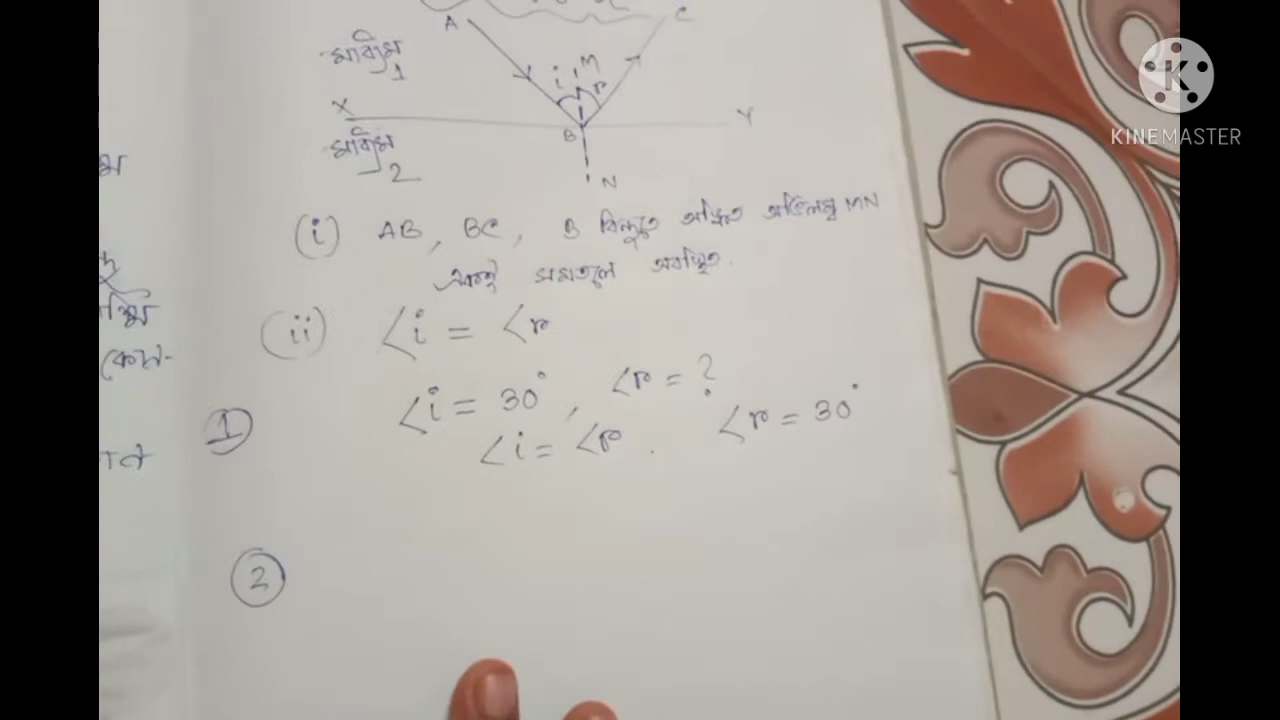 A
C
মাধ্যম
1
i
M
r
X
B
Y
মাধ্যম
2
N
KINEMASTER
(i) AB, BC, B বিন্দুতে অঙ্কিত অভিলম্ব MN
একই সমতলে অবস্থিত.
(ii) <i = <r
1 <i = 30°, <r = ?
<i = <r. <r = 30°
2